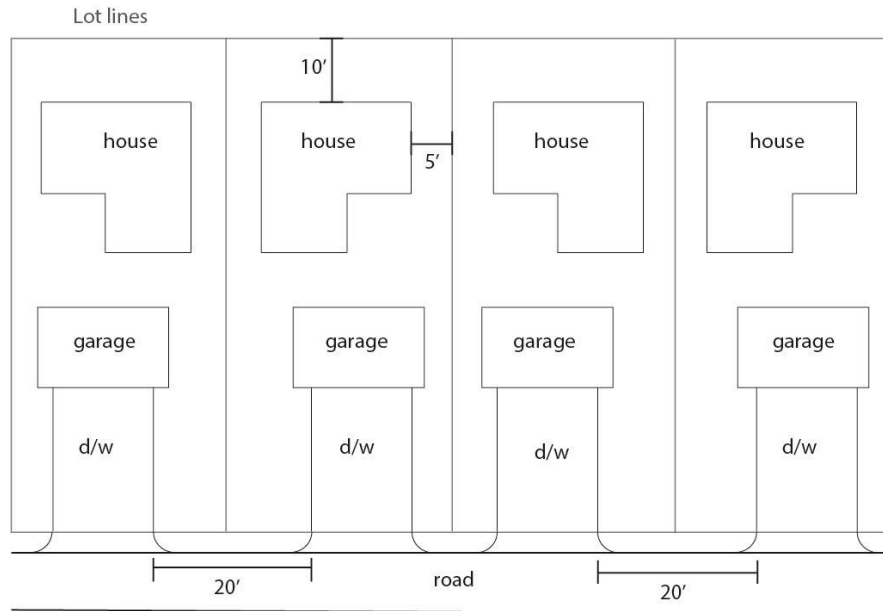 Lot lines
10’
house
house
house
house
5’
garage
garage
garage
garage
d/w
d/w
d/w
d/w
20’
road
20’